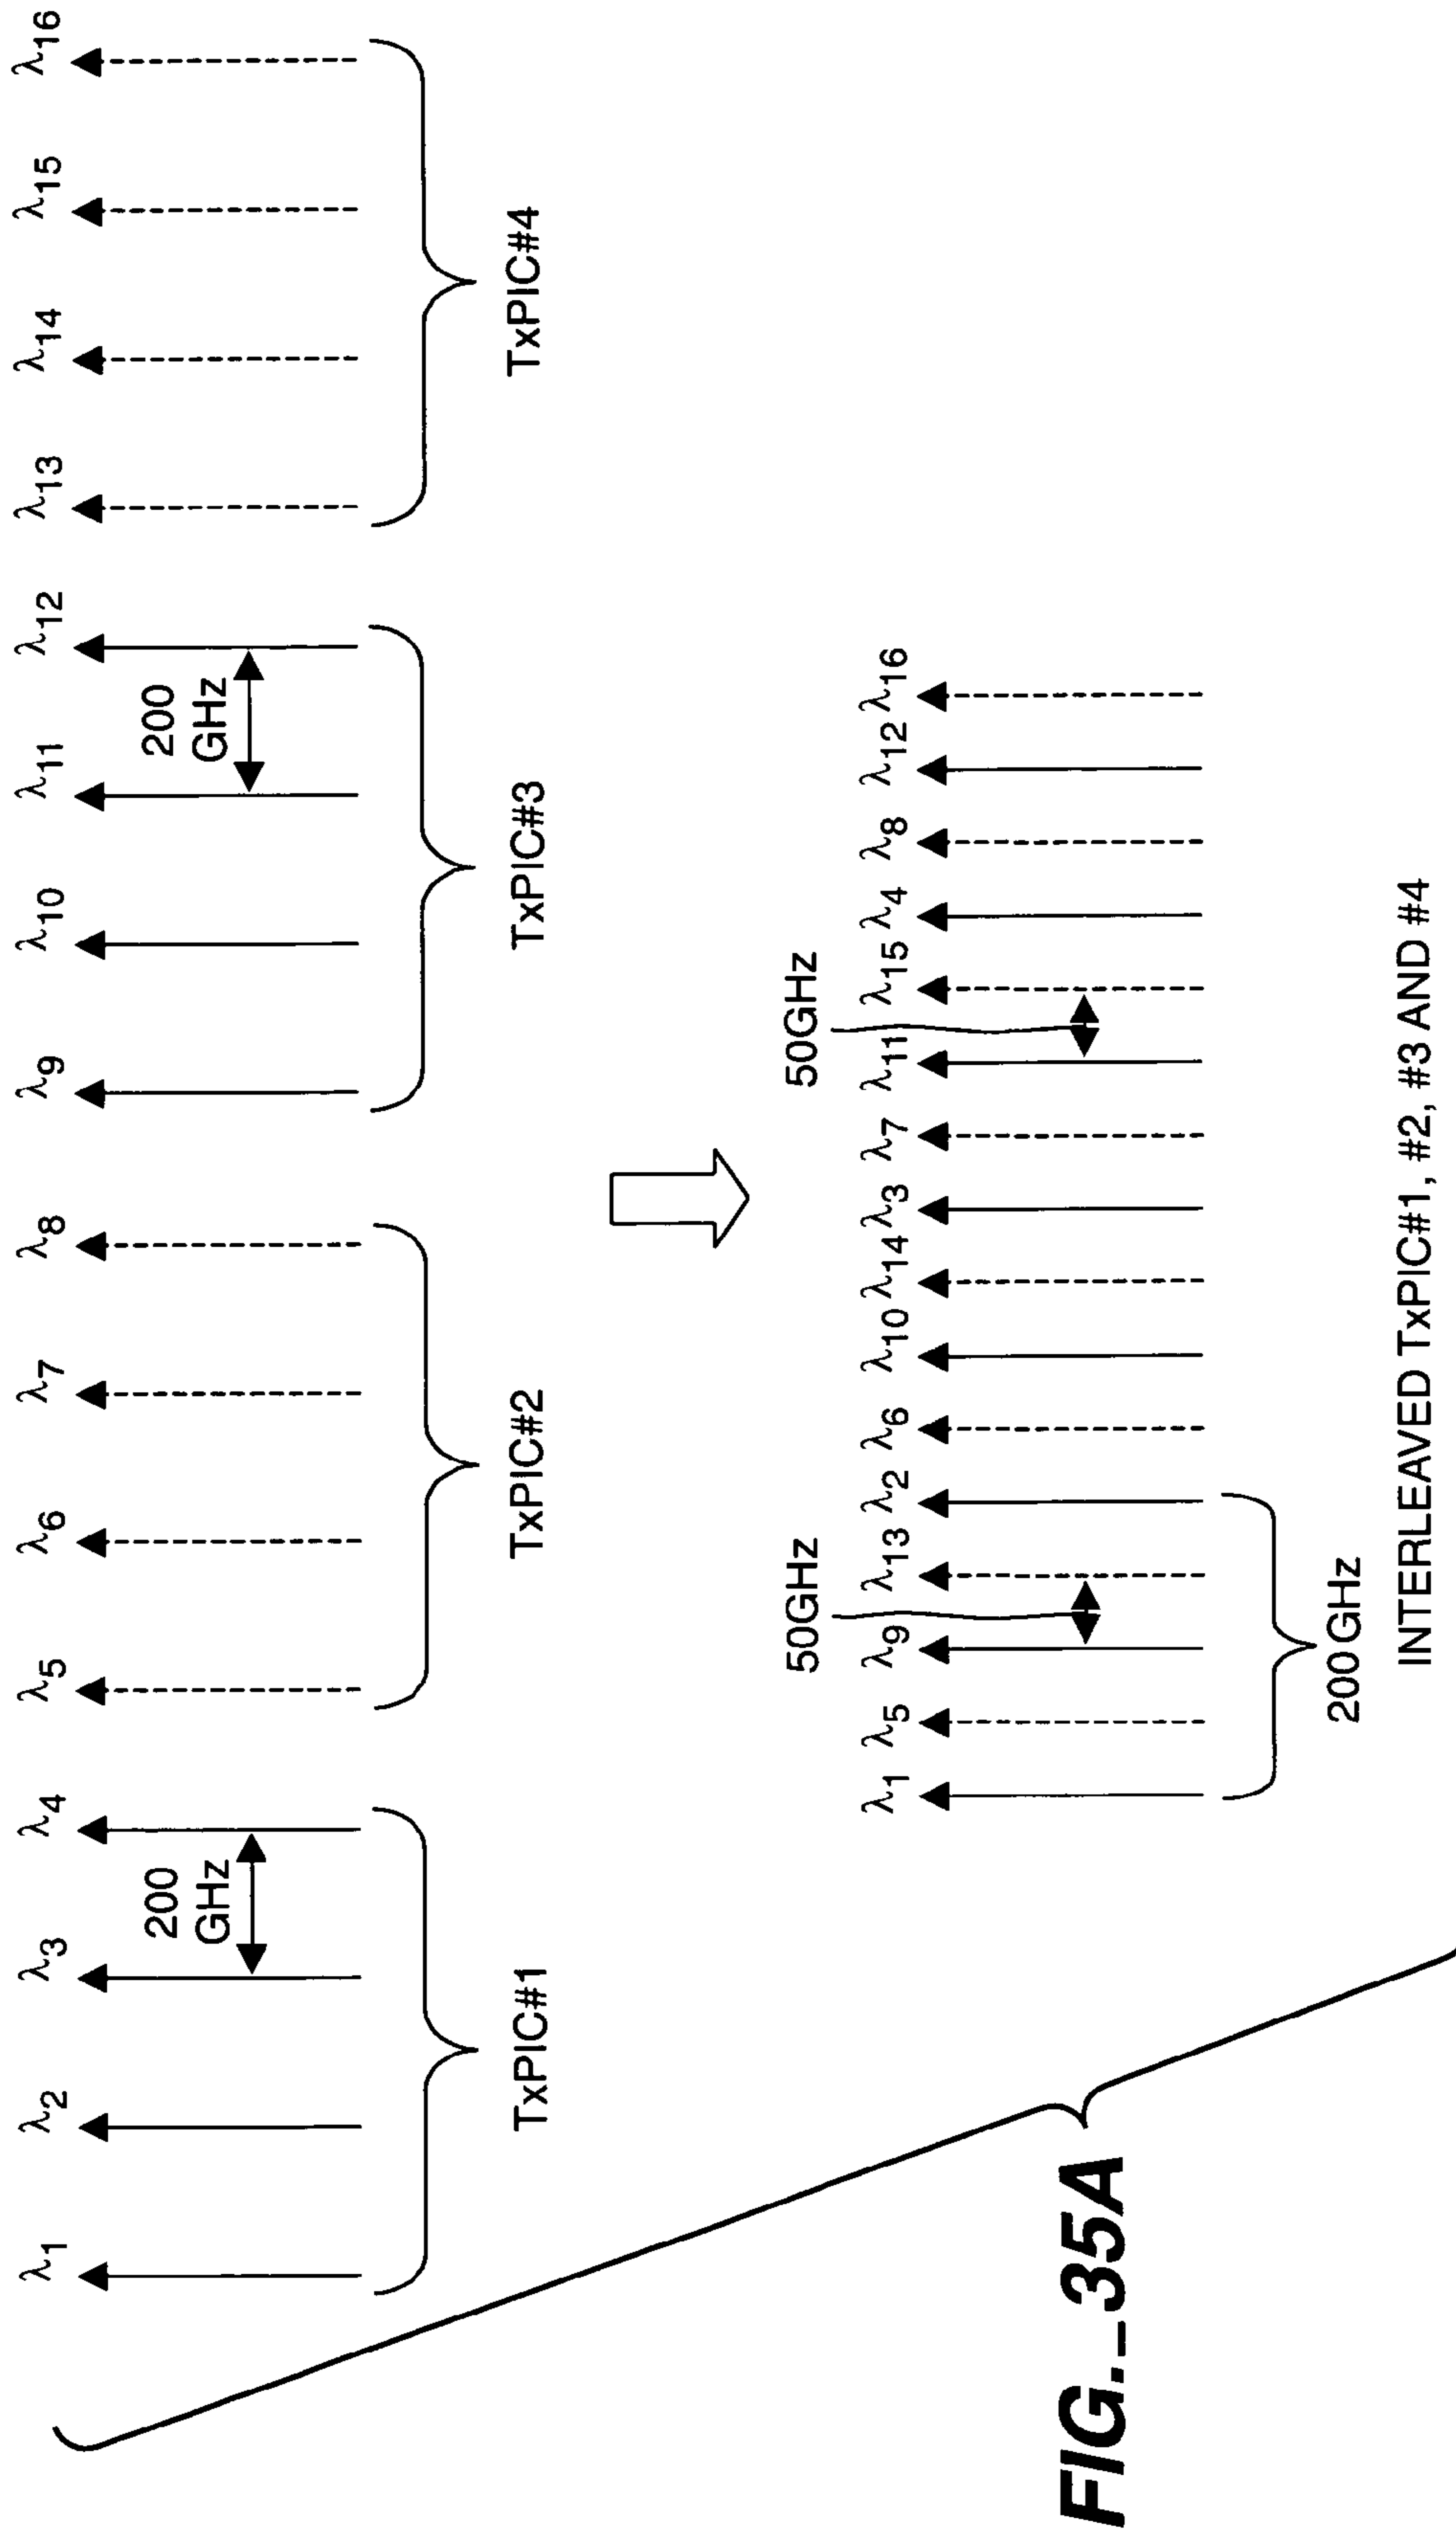 λ1 λ2 λ3 λ4 λ5 λ6 λ7 λ8 λ9 λ10 λ11 λ12 λ13 λ14 λ15 λ16
200
GHz
200
GHz
TxPIC#1 TxPIC#2 TxPIC#3 TxPIC#4
50GHz 50GHz
λ1 λ5 λ9 λ13 λ2 λ6 λ10 λ14 λ3 λ7 λ11 λ15 λ4 λ8 λ12 λ16
200 GHz
INTERLEAVED TxPIC#1, #2, #3 AND #4
FIG._35A